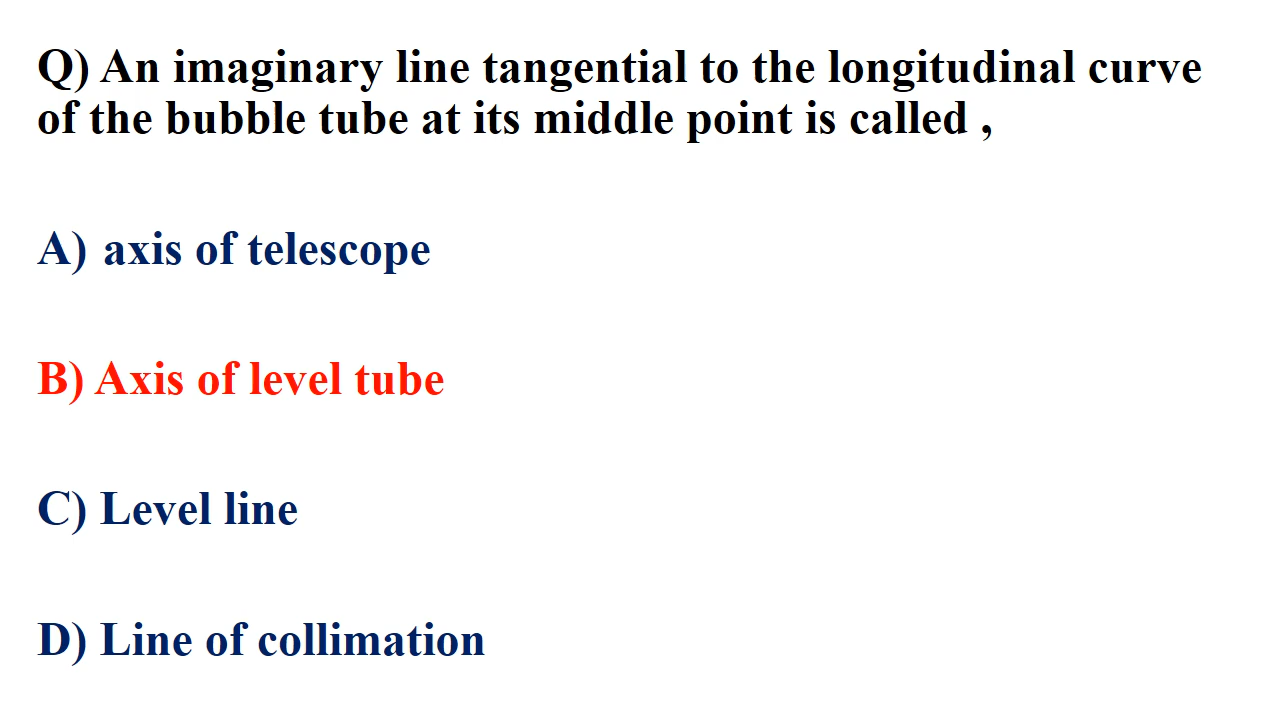 Q) An imaginary line tangential to the longitudinal curve
of the bubble tube at its middle point is called ,
A) axis of telescope
B) Axis of level tube
C) Level line
D) Line of collimation